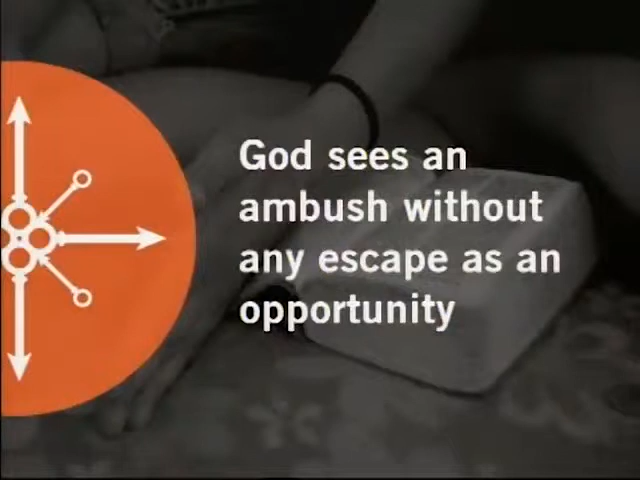 God sees an
ambush without
any escape as an
opportunity